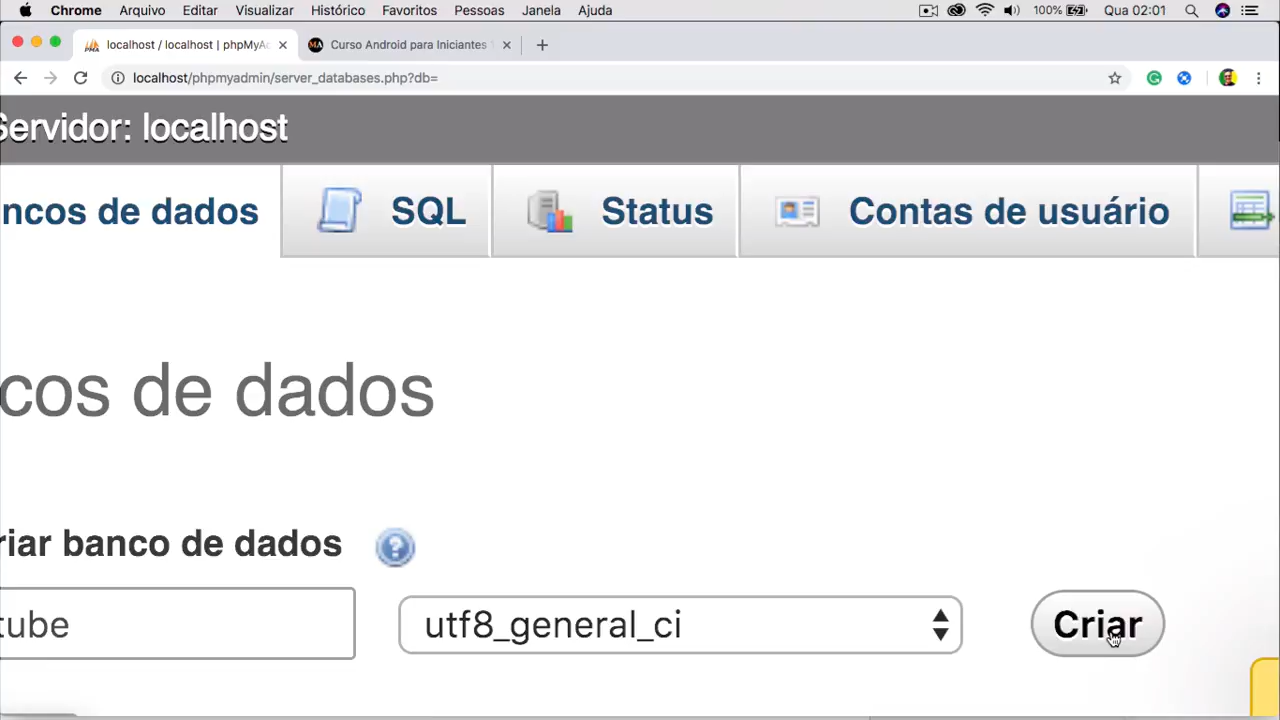 Chrome Arquivo Editar Visualizar Histórico Favoritos Pessoas Janela Ajuda 100% Qua 02:01
localhost / localhost | phpMyAc
MA Curso Android para Iniciantes
localhost/phpmyadmin/server_databases.php?db=
Servidor: localhost
ncos de dados SQL Status Contas de usuário
cos de dados
riar banco de dados
tube utf8_general_ci Criar